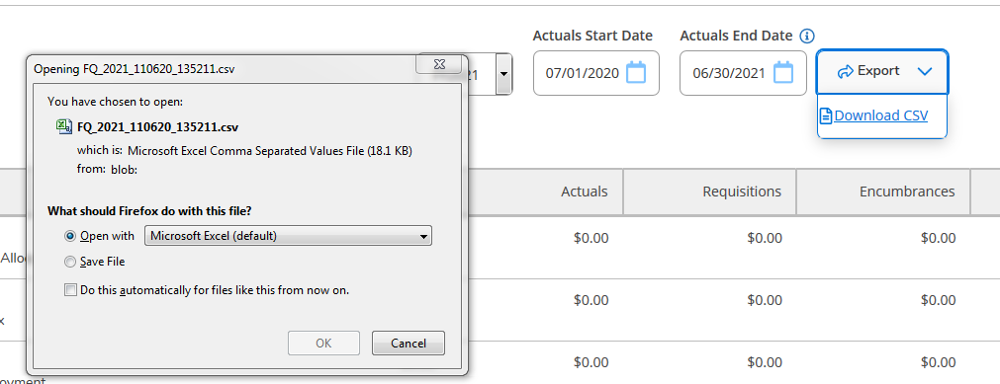 Actuals Start Date
Actuals End Date
Opening FQ_2021_110620_135211.csv
21
07/01/2020
06/30/2021
Export
Download CSV
You have chosen to open:
FQ_2021_110620_135211.csv
which is: Microsoft Excel Comma Separated Values File (18.1 KB)
from: blob:
What should Firefox do with this file?
Open with
Microsoft Excel (default)
Save File
Do this automatically for files like this from now on.
OK
Cancel
Actuals
Requisitions
Encumbrances
$0.00
$0.00
$0.00
Allo
$0.00
$0.00
$0.00
x
$0.00
$0.00
$0.00
oyment